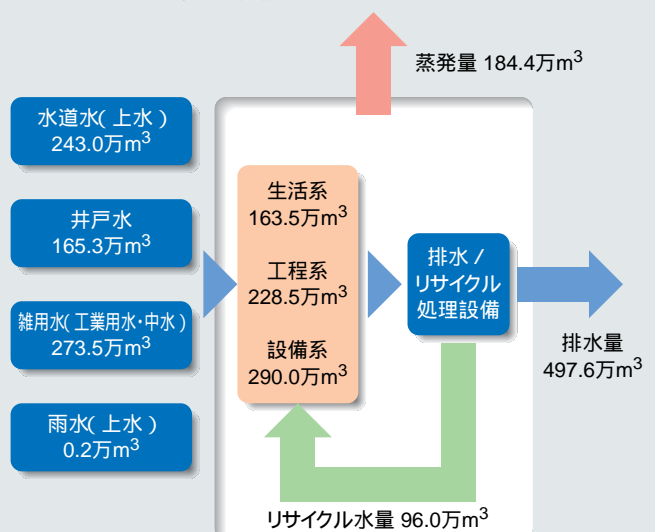 蒸発量 184.4万m³
水道水( 上水 )
243.0万m³
井戸水
165.3万m³
雑用水( 工業用水・中水 )
273.5万m³
雨水( 上水 )
0.2万m³
生活系
163.5万m³
工程系
228.5万m³
設備系
290.0万m³
排水 /
リサイクル
処理設備
排水量
497.6万m³
リサイクル水量 96.0万m³